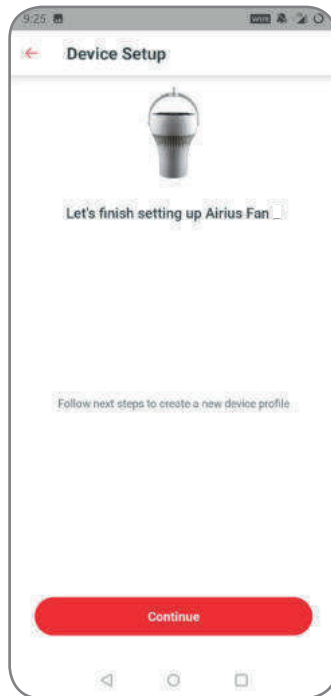 9:25
Device Setup
Let's finish setting up Airius Fan _
Follow next steps to create a new device profile
Continue